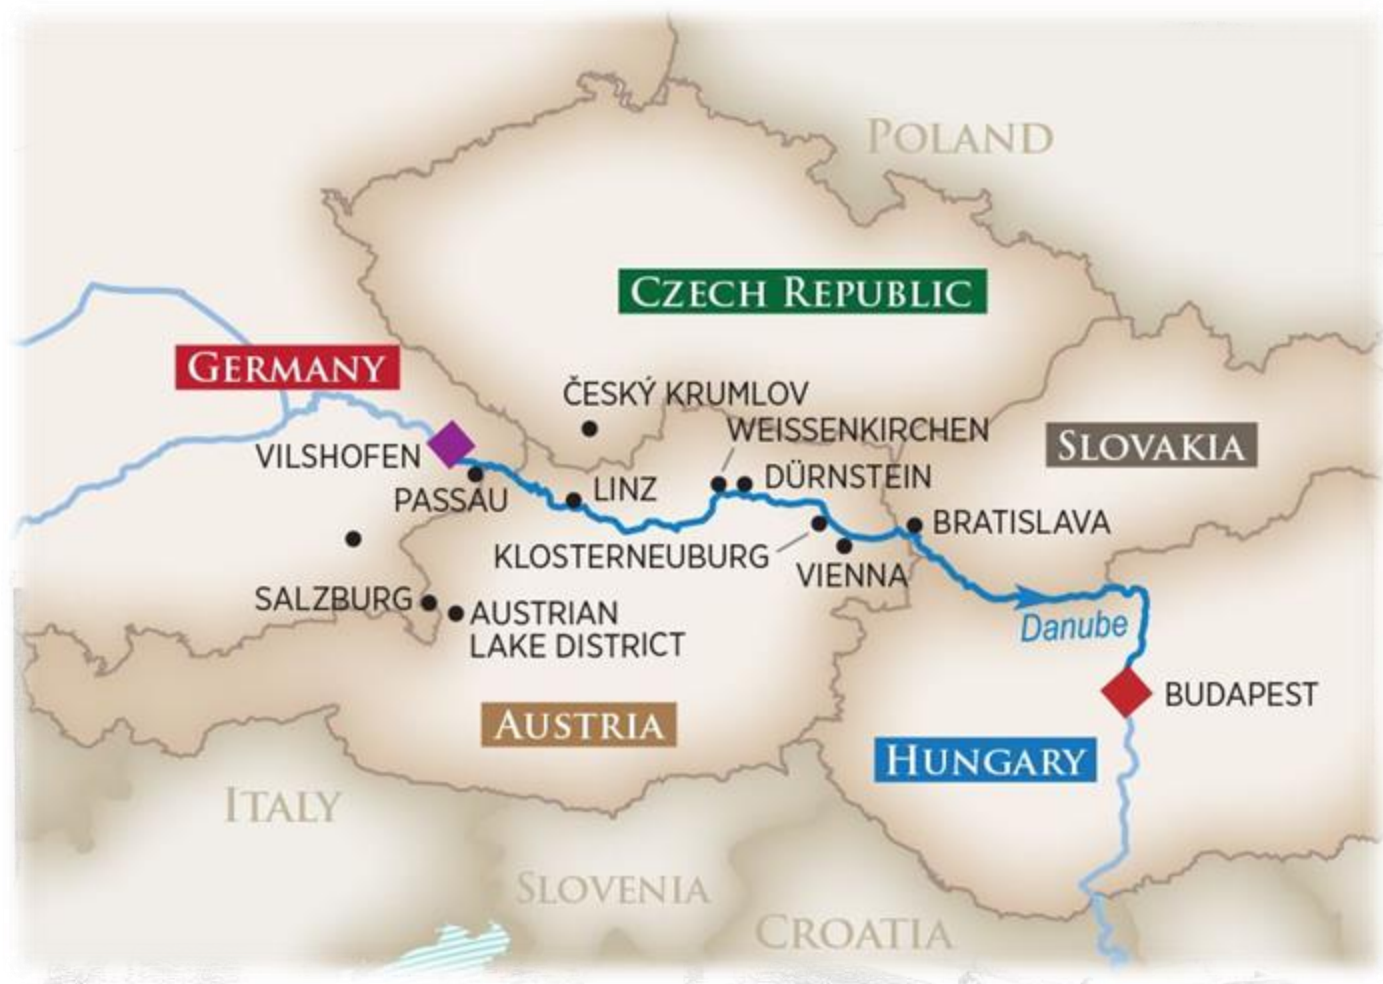 POLAND
CZECH REPUBLIC
GERMANY
ČESKÝ KRUMLOV
WEISSENKIRCHEN
SLOVAKIA
VILSHOFEN
DÜRNSTEIN
LINZ
PASSAU
BRATISLAVA
KLOSTERNEUBURG
VIENNA
SALZBURG
AUSTRIAN
LAKE DISTRICT
Danube
BUDAPEST
AUSTRIA
HUNGARY
ITALY
SLOVENIA
CROATIA